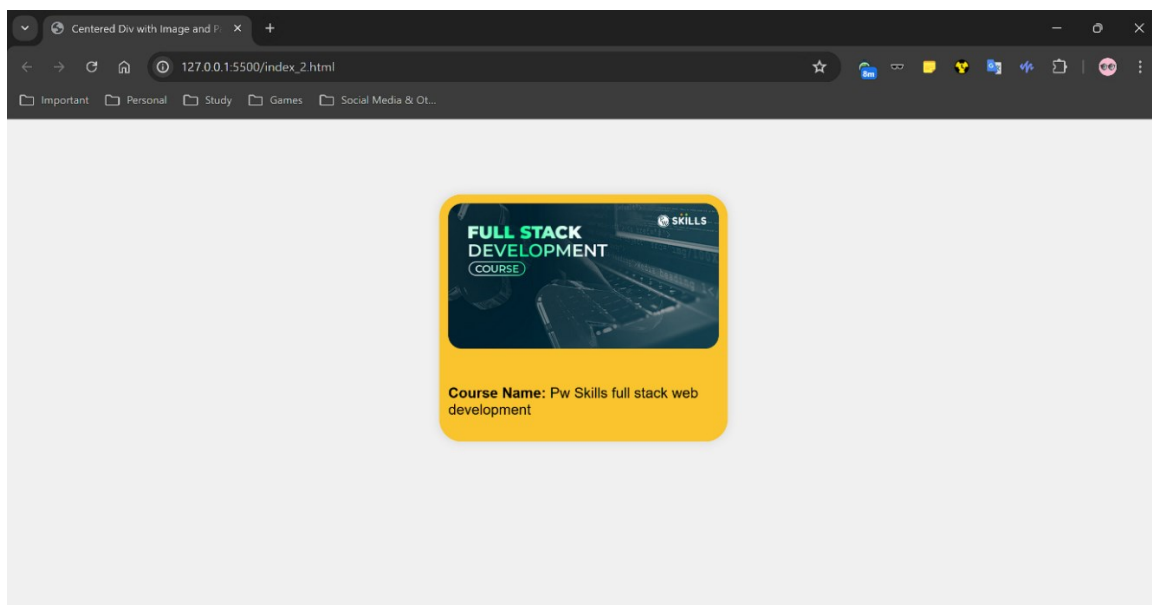 Centered Div with Image and P
127.0.0.1:5500/index_2.html
8m
Important Personal Study Games Social Media & Ot...
SKILLS
FULL STACK
DEVELOPMENT
COURSE
Course Name: Pw Skills full stack web
development